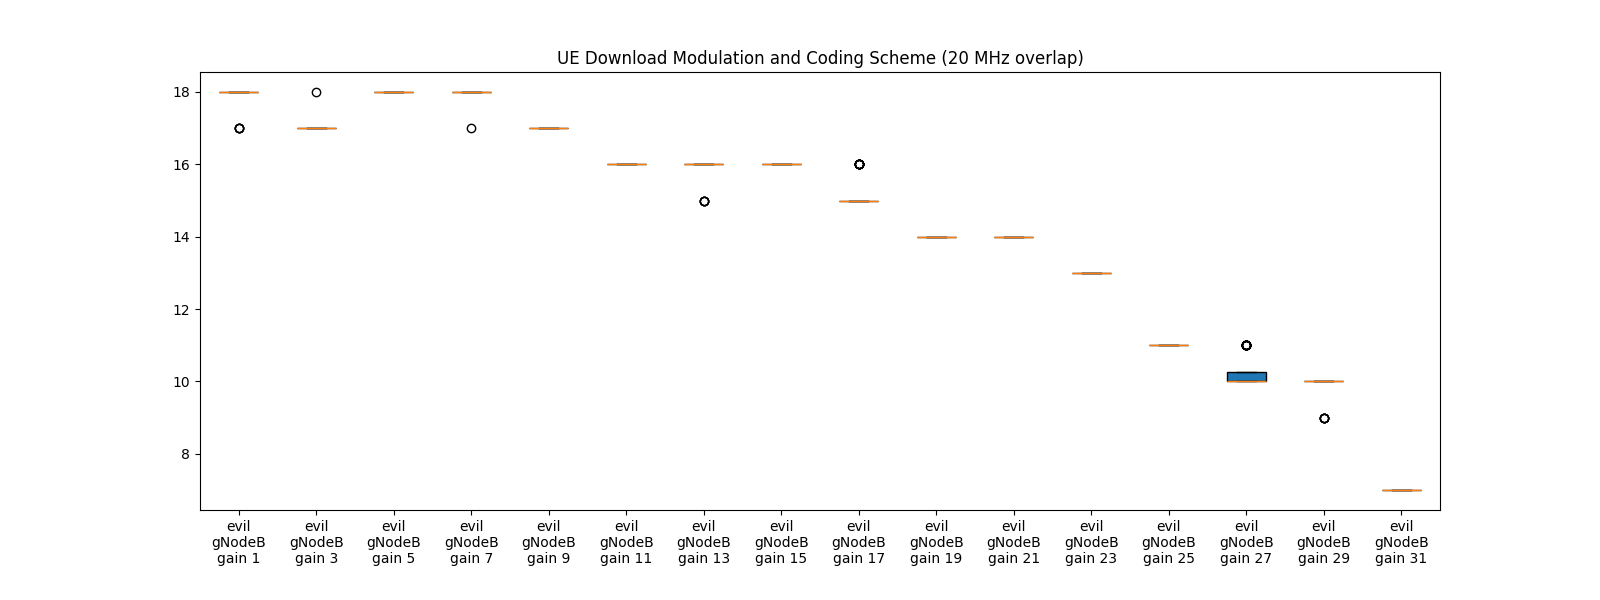 UE Download Modulation and Coding Scheme (20 MHz overlap)
18
16
14
12
10
8
evil gNodeB gain 1
evil gNodeB gain 3
evil gNodeB gain 5
evil gNodeB gain 7
evil gNodeB gain 9
evil gNodeB gain 11
evil gNodeB gain 13
evil gNodeB gain 15
evil gNodeB gain 17
evil gNodeB gain 19
evil gNodeB gain 21
evil gNodeB gain 23
evil gNodeB gain 25
evil gNodeB gain 27
evil gNodeB gain 29
evil gNodeB gain 31